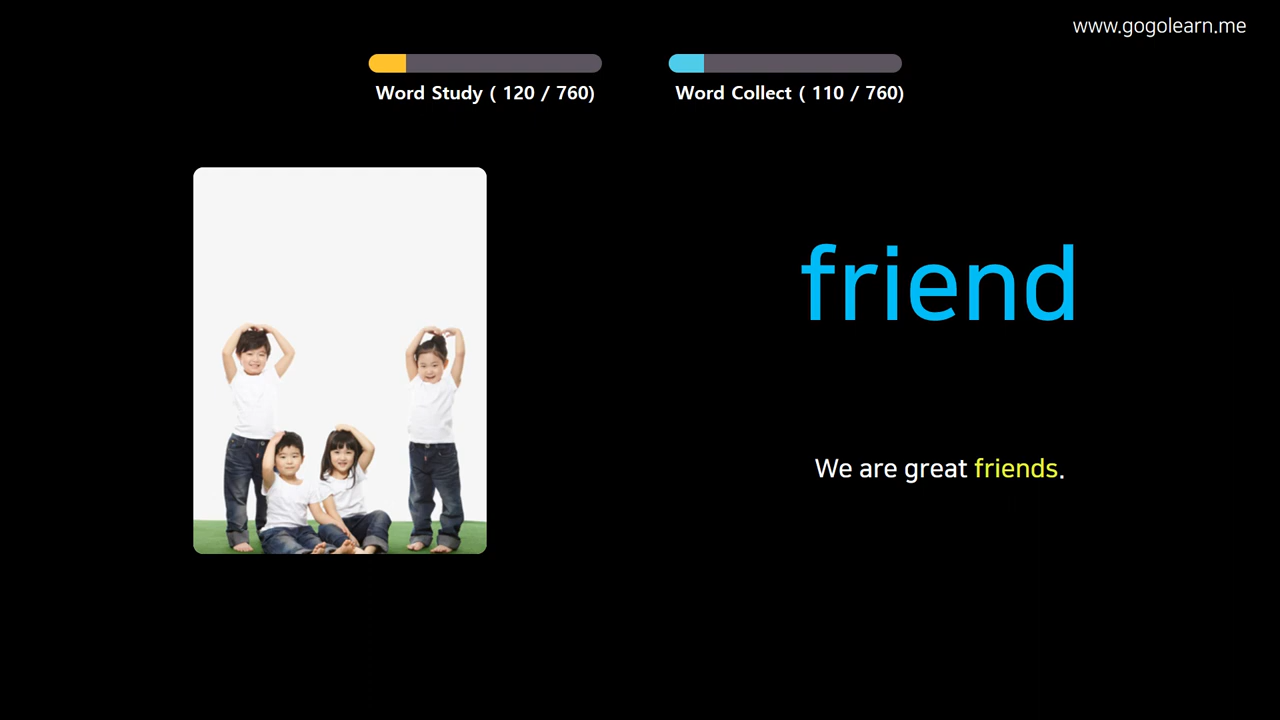 www.gogolearn.me
Word Study ( 120 / 760)
Word Collect ( 110 / 760)
friend
We are great friends.